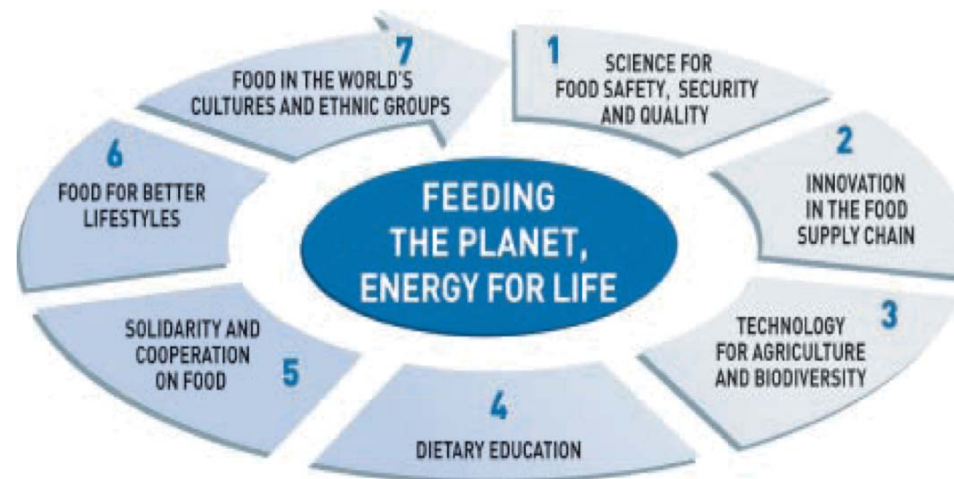 FEEDING
THE PLANET,
ENERGY FOR LIFE
1
SCIENCE FOR
FOOD SAFETY, SECURITY
AND QUALITY
2
INNOVATION
IN THE FOOD
SUPPLY CHAIN
3
TECHNOLOGY
FOR AGRICULTURE
AND BIODIVERSITY
4
DIETARY EDUCATION
5
SOLIDARITY AND
COOPERATION
ON FOOD
6
FOOD FOR BETTER
LIFESTYLES
7
FOOD IN THE WORLD'S
CULTURES AND ETHNIC GROUPS